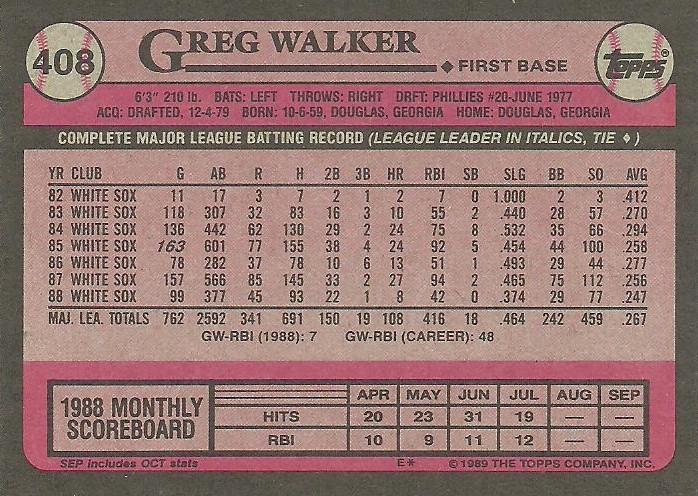 408
GREG WALKER
◆ FIRST BASE
TOPPS®
6'3" 210 lb. BATS: LEFT THROWS: RIGHT DRFT: PHILLIES #20-JUNE 1977
ACQ: DRAFTED, 12-4-79 BORN: 10-6-59, DOUGLAS, GEORGIA HOME: DOUGLAS, GEORGIA
COMPLETE MAJOR LEAGUE BATTING RECORD (LEAGUE LEADER IN ITALICS, TIE ♦)
YR CLUB G AB R H 2B 3B HR RBI SB SLG BB SO AVG
82 WHITE SOX 11 17 3 7 2 1 2 7 0 1.000 2 3 .412
83 WHITE SOX 118 307 32 83 16 3 10 55 2 .440 28 57 .270
84 WHITE SOX 136 442 62 130 29 2 24 75 8 .532 35 66 .294
85 WHITE SOX 163 601 77 155 38 4 24 92 5 .454 44 100 .258
86 WHITE SOX 78 282 37 78 10 6 13 51 1 .493 29 44 .277
87 WHITE SOX 157 566 85 145 33 2 27 94 2 .465 75 112 .256
88 WHITE SOX 99 377 45 93 22 1 8 42 0 .374 29 77 .247
MAJ. LEA. TOTALS 762 2592 341 691 150 19 108 416 18 .464 242 459 .267
GW-RBI (1988): 7 GW-RBI (CAREER): 48
1988 MONTHLY
SCOREBOARD
APR MAY JUN JUL AUG SEP
HITS 20 23 31 19 — —
RBI 10 9 11 12 — —
SEP includes OCT stats
E*
© 1989 THE TOPPS COMPANY, INC.